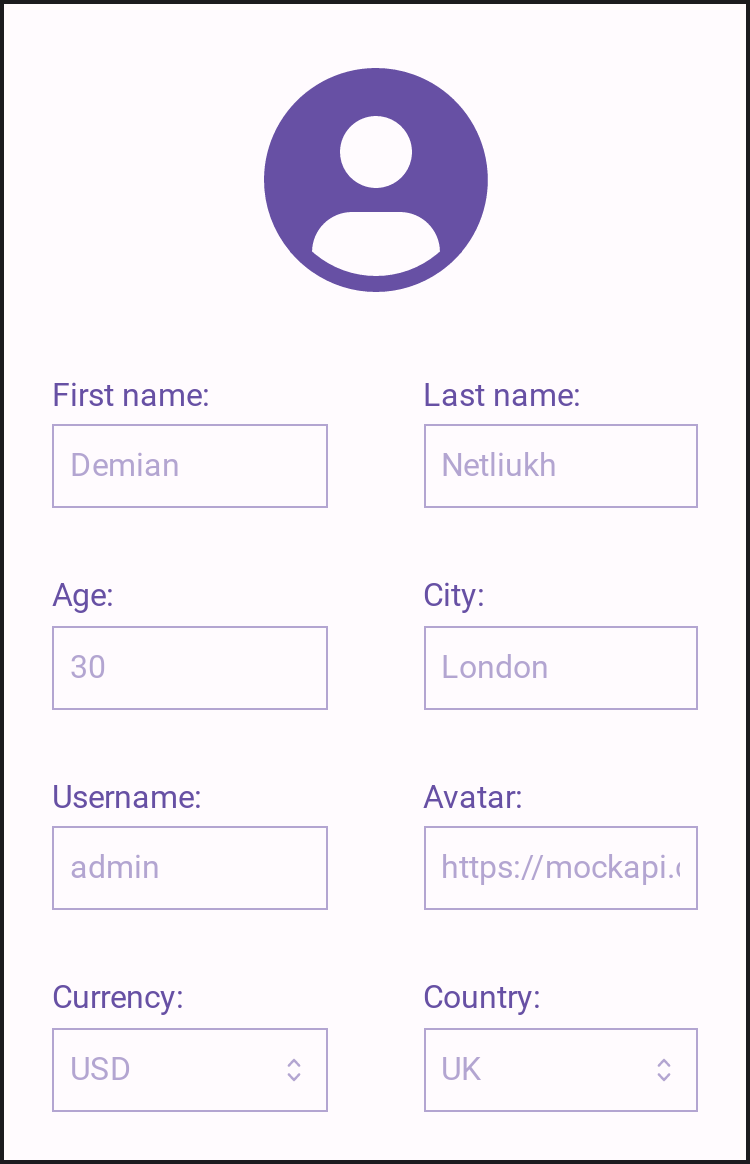 First name:
Last name:
Demian
Netliukh
Age:
City:
30
London
Username:
Avatar:
admin
https://mockapi.
Currency:
Country:
USD
UK